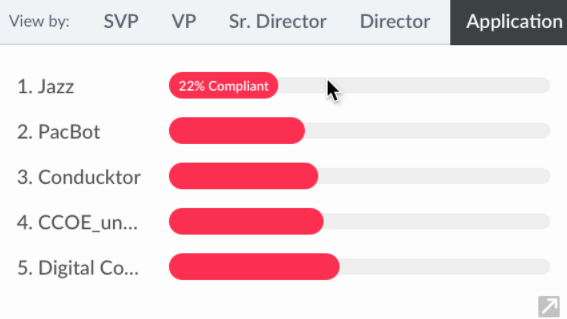 View by: SVP VP Sr. Director Director Application
1. Jazz 22% Compliant
2. PacBot
3. Conducktor
4. CCOE_un...
5. Digital Co...